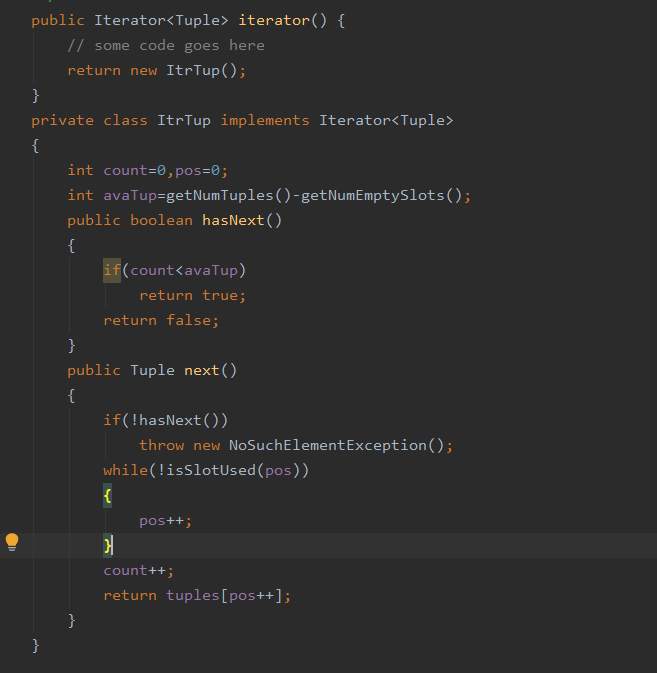 public Iterator<Tuple> iterator() {
// some code goes here
return new ItrTup();
}
private class ItrTup implements Iterator<Tuple>
{
int count=0,pos=0;
int avaTup=getNumTuples()-getNumEmptySlots();
public boolean hasNext()
{
if(count<avaTup)
return true;
return false;
}
public Tuple next()
{
if(!hasNext())
throw new NoSuchElementException();
while(!isSlotUsed(pos))
{
pos++;
}
count++;
return tuples[pos++];
}
}